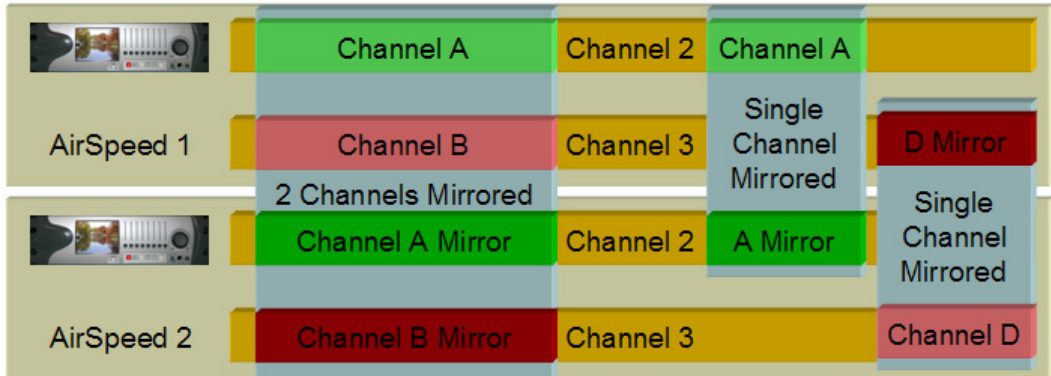 Channel A
Channel 2
Channel A
AirSpeed 1
Channel B
Channel 3
Single
Channel
Mirrored
D Mirror
2 Channels Mirrored
AirSpeed 2
Channel A Mirror
Channel 2
A Mirror
Single
Channel
Mirrored
Channel B Mirror
Channel 3
Channel D